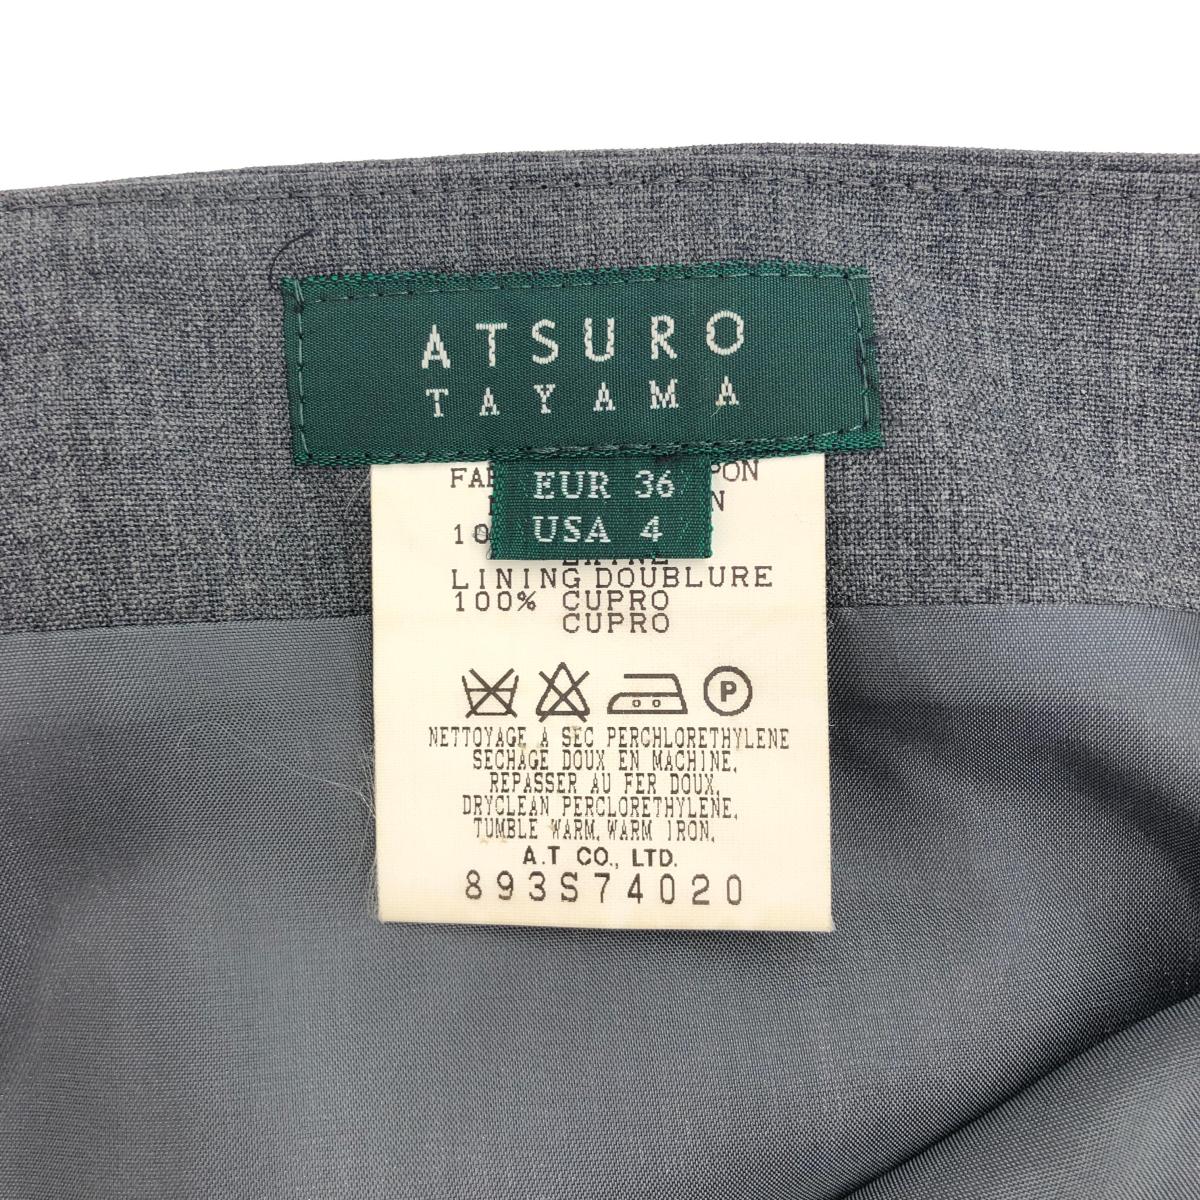 ATSURO
TAYAMA
EUR 36
USA 4
LINING DOUBLURE
100% CUPRO
CUPRO
P
NETTOYAGE A SEC PERCHLORETHYLENE
SECHAGE DOUX EN MACHINE.
REPASSER AU FER DOUX.
DRYCLEAN PERCLORETHYLENE.
TUMBLE WARM. WARM IRON.
A.T CO., LTD.
893S74020